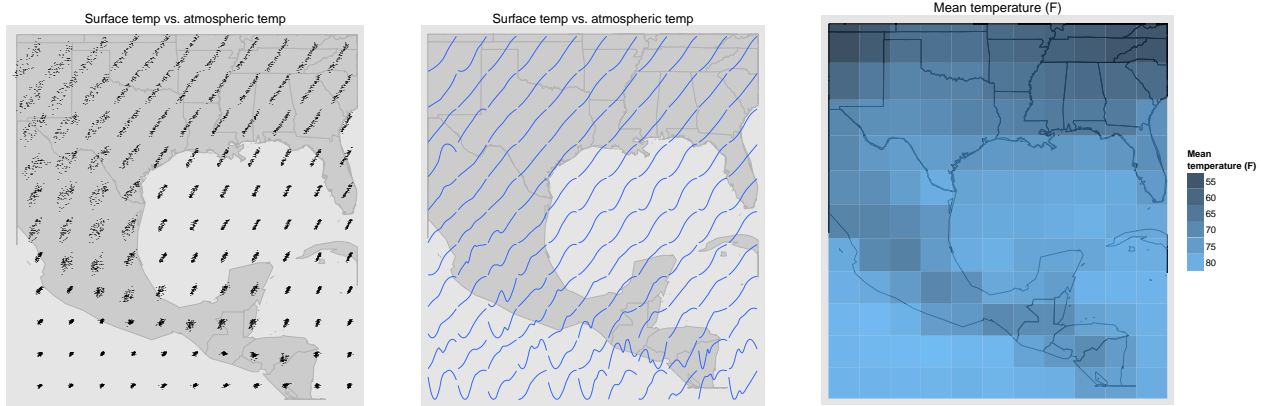 Surface temp vs. atmospheric temp
Surface temp vs. atmospheric temp
Mean temperature (F)
Mean
temperature (F)
55
60
65
70
75
80